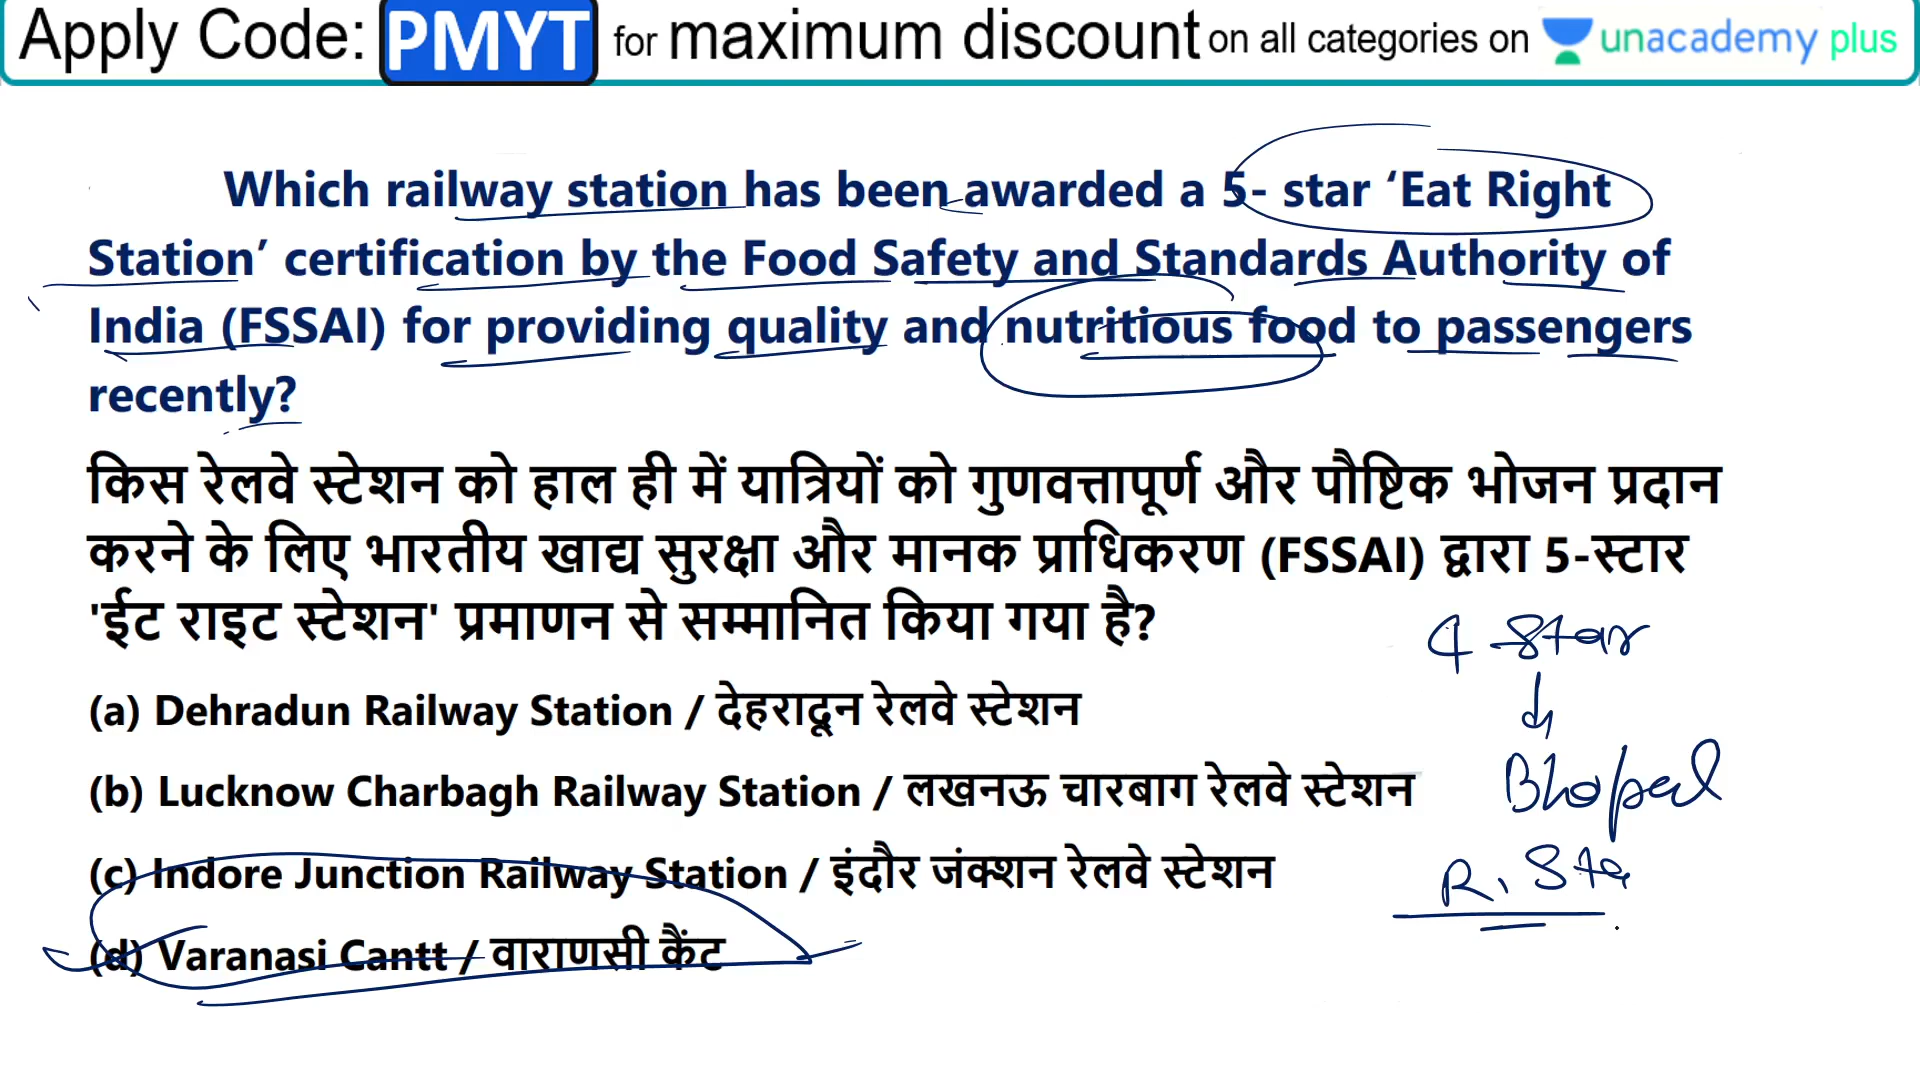 Apply Code: PMYT for maximum discount on all categories on unacademy plus
Which railway station has been awarded a 5- star ‘Eat Right
Station’ certification by the Food Safety and Standards Authority of
India (FSSAI) for providing quality and nutritious food to passengers
recently?
किस रेलवे स्टेशन को हाल ही में यात्रियों को गुणवत्तापूर्ण और पौष्टिक भोजन प्रदान
करने के लिए भारतीय खाद्य सुरक्षा और मानक प्राधिकरण (FSSAI) द्वारा 5-स्टार
'ईट राइट स्टेशन' प्रमाणन से सम्मानित किया गया है?
(a) Dehradun Railway Station / देहरादून रेलवे स्टेशन
(b) Lucknow Charbagh Railway Station / लखनऊ चारबाग रेलवे स्टेशन
(c) Indore Junction Railway Station / इंदौर जंक्शन रेलवे स्टेशन
(d) Varanasi Cantt / वाराणसी कैंट
4 Star
Bhopal
R.